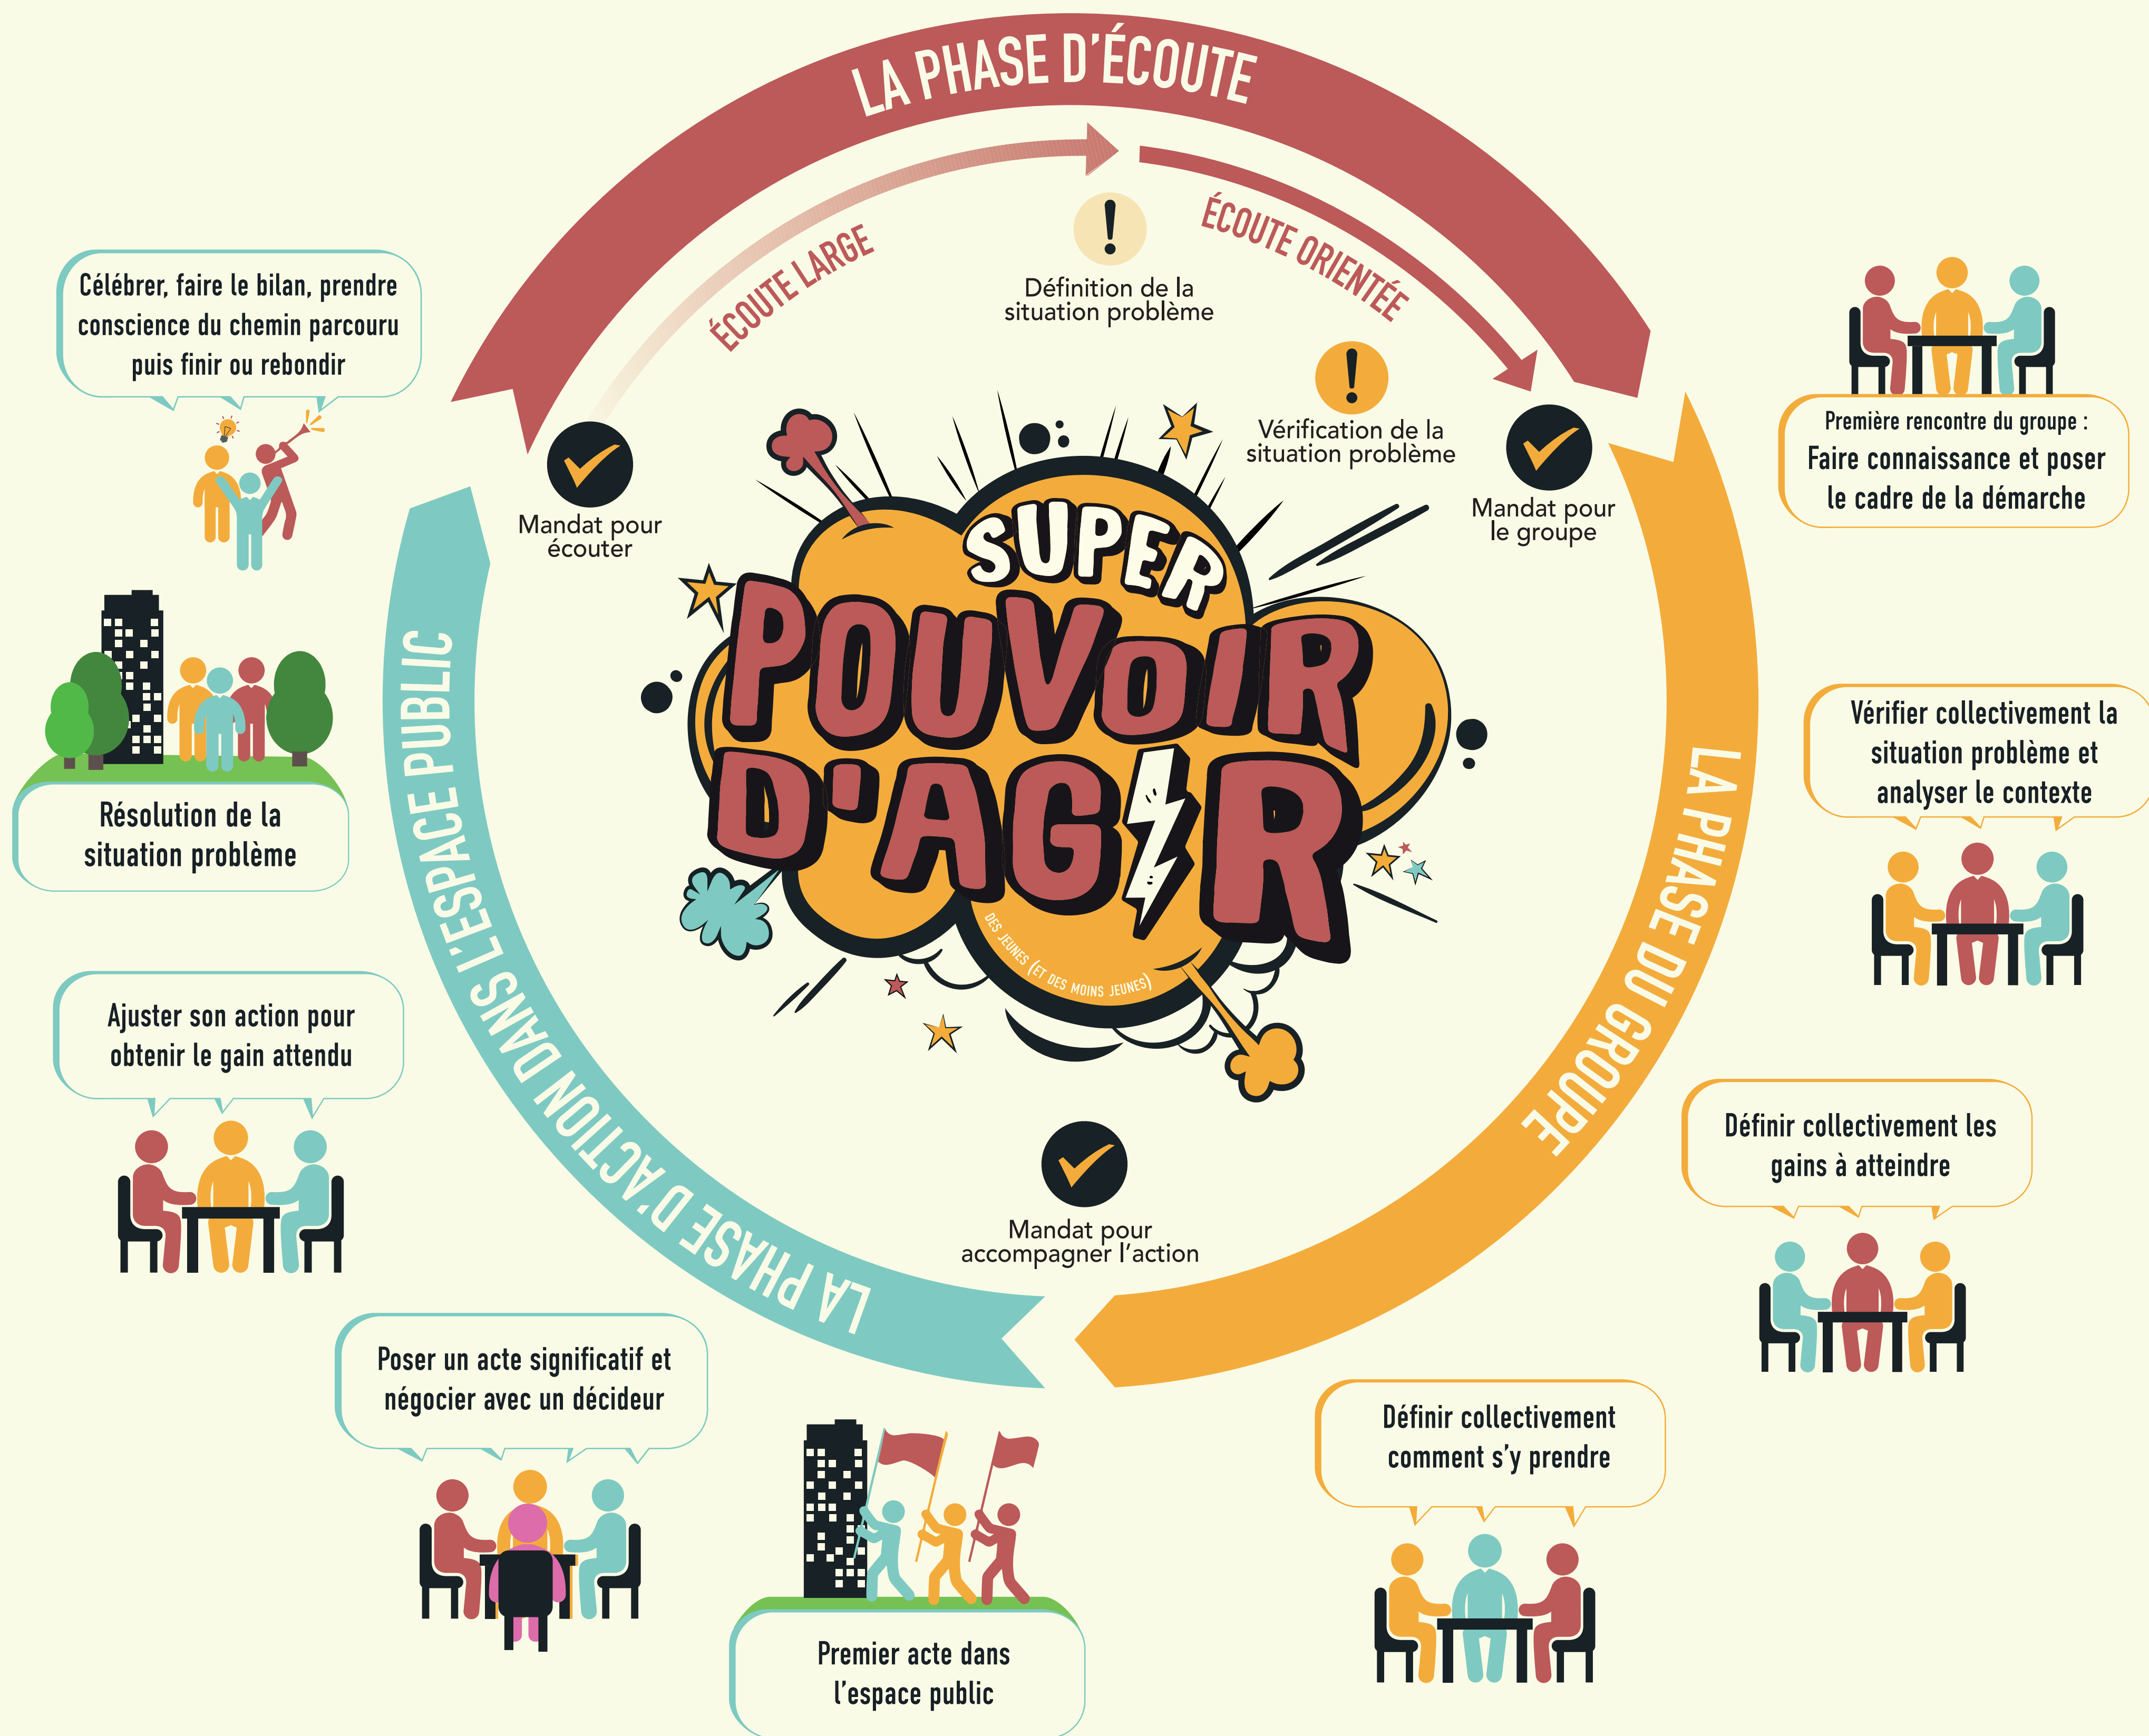 LA PHASE D'ÉCOUTE
ÉCOUTE LARGE
ÉCOUTE ORIENTÉE
Définition de la
situation problème
Vérification de la
situation problème
Mandat pour
écouter
Mandat pour
le groupe
SUPER
POUVoIR
D'AGIR
DES JEUNES (ET DES MOINS JEUNES)
Mandat pour
accompagner l'action
LA PHASE DU GROUPE
Première rencontre du groupe :
Faire connaissance et poser
le cadre de la démarche
Vérifier collectivement la
situation problème et
analyser le contexte
Définir collectivement les
gains à atteindre
Définir collectivement
comment s'y prendre
LA PHASE D'ACTION DANS L'ESPACE PUBLIC
Premier acte dans
l'espace public
Poser un acte significatif et
négocier avec un décideur
Ajuster son action pour
obtenir le gain attendu
Résolution de la
situation problème
Célébrer, faire le bilan, prendre
conscience du chemin parcouru
puis finir ou rebondir